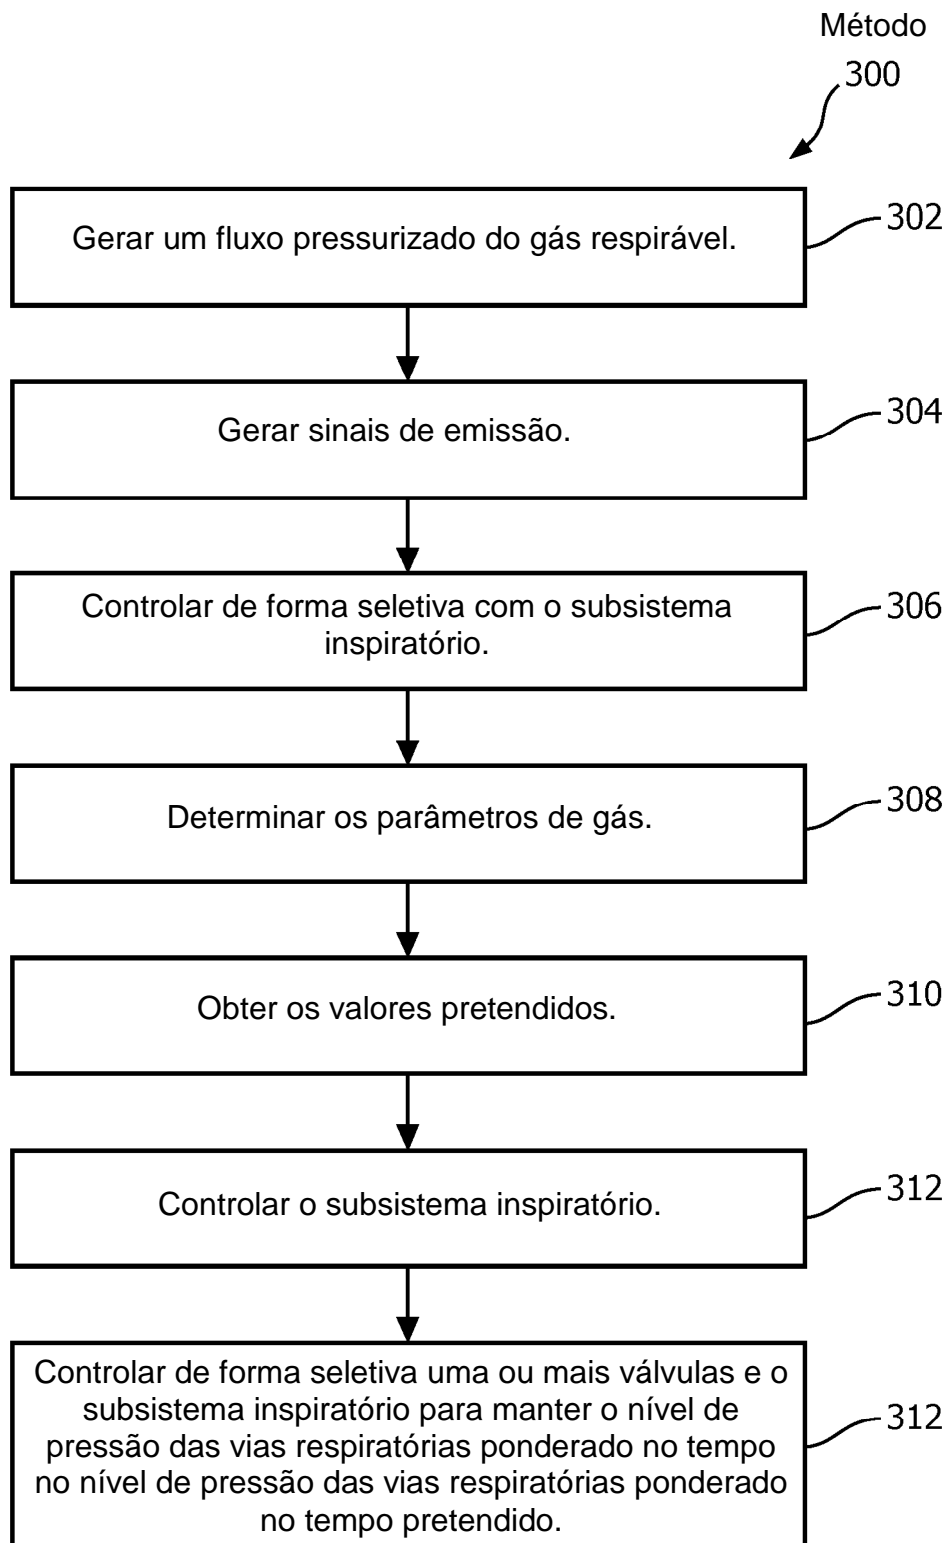 Método
300
Gerar um fluxo pressurizado do gás respirável.
302
Gerar sinais de emissão.
304
Controlar de forma seletiva com o subsistema
inspiratório.
306
Determinar os parâmetros de gás.
308
Obter os valores pretendidos.
310
Controlar o subsistema inspiratório.
312
Controlar de forma seletiva uma ou mais válvulas e o
subsistema inspiratório para manter o nível de
pressão das vias respiratórias ponderado no tempo
no nível de pressão das vias respiratórias ponderado
no tempo pretendido.
312